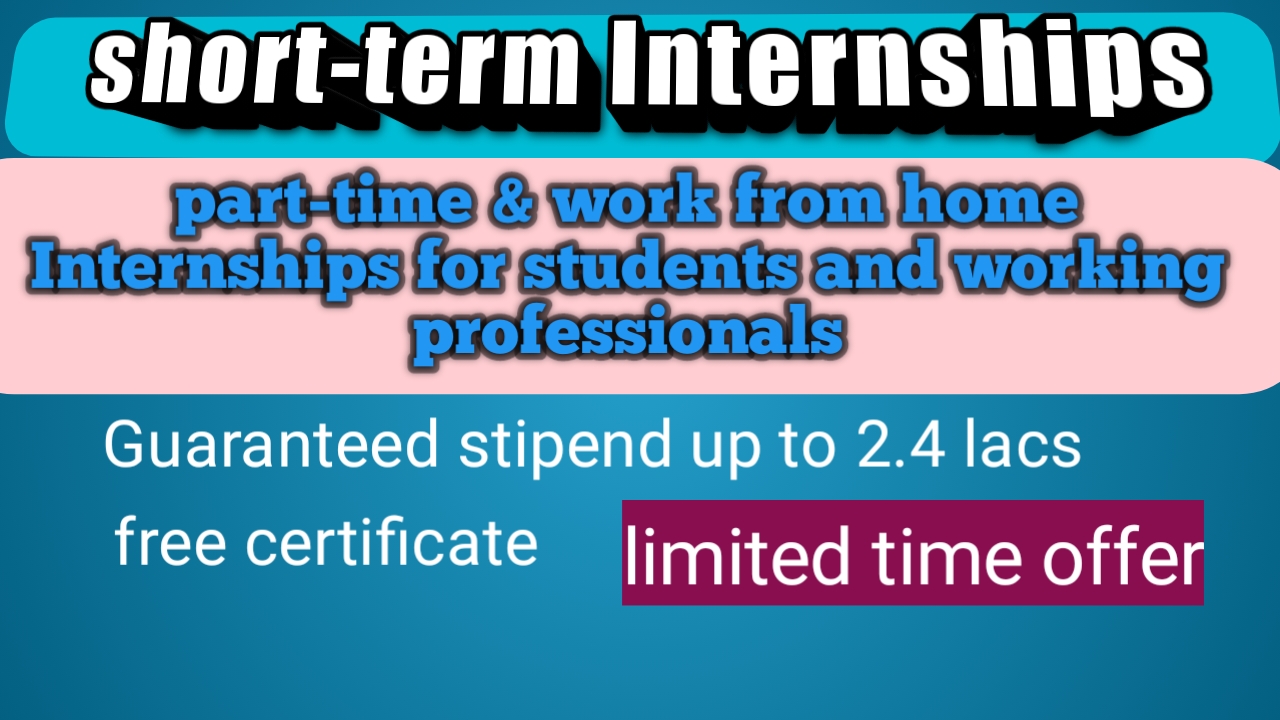 short-term Internships
part-time & work from home
Internships for students and working
professionals
Guaranteed stipend up to 2.4 lacs
free certificate
limited time offer